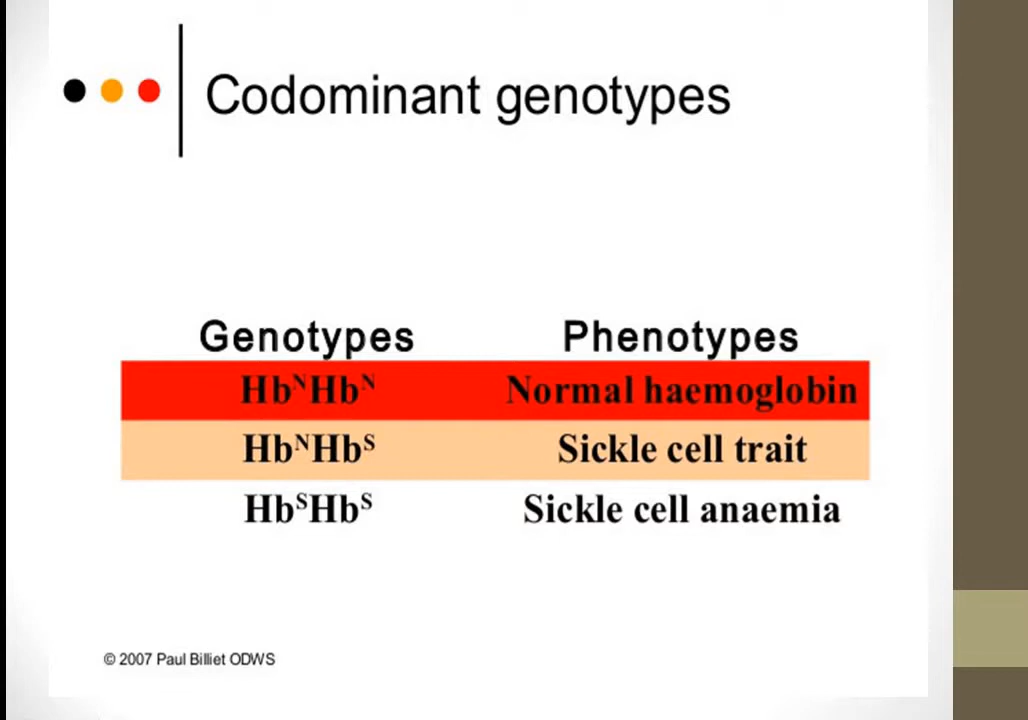 Codominant genotypes
Genotypes Phenotypes
HbᴺHbᴺ Normal haemoglobin
HbᴺHbˢ Sickle cell trait
HbˢHbˢ Sickle cell anaemia
© 2007 Paul Billiet ODWS